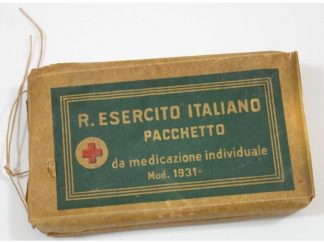 R. ESERCITO ITALIANO
PACCHETTO
da medicazione individuale
Mod. 1931.